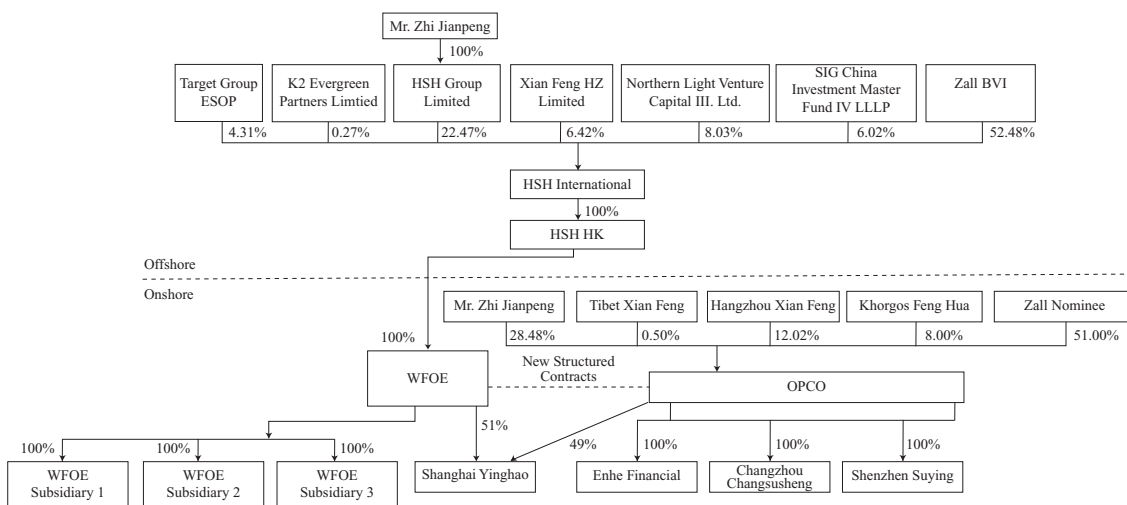 Mr. Zhi Jianpeng
100%
Target Group
ESOP
K2 Evergreen
Partners Limtied
HSH Group
Limited
Xian Feng HZ
Limited
Northern Light Venture
Capital III. Ltd.
SIG China
Investment Master
Fund IV LLLP
Zall BVI
4.31%
0.27%
22.47%
6.42%
8.03%
6.02%
52.48%
HSH International
100%
HSH HK
Offshore
Onshore
Mr. Zhi Jianpeng
Tibet Xian Feng
Hangzhou Xian Feng
Khorgos Feng Hua
Zall Nominee
28.48%
0.50%
12.02%
8.00%
51.00%
100%
WFOE
New Structured
Contracts
OPCO
51%
49%
100%
100%
100%
100%
100%
100%
WFOE
Subsidiary 1
WFOE
Subsidiary 2
WFOE
Subsidiary 3
Shanghai Yinghao
Enhe Financial
Changzhou
Changsusheng
Shenzhen Suying